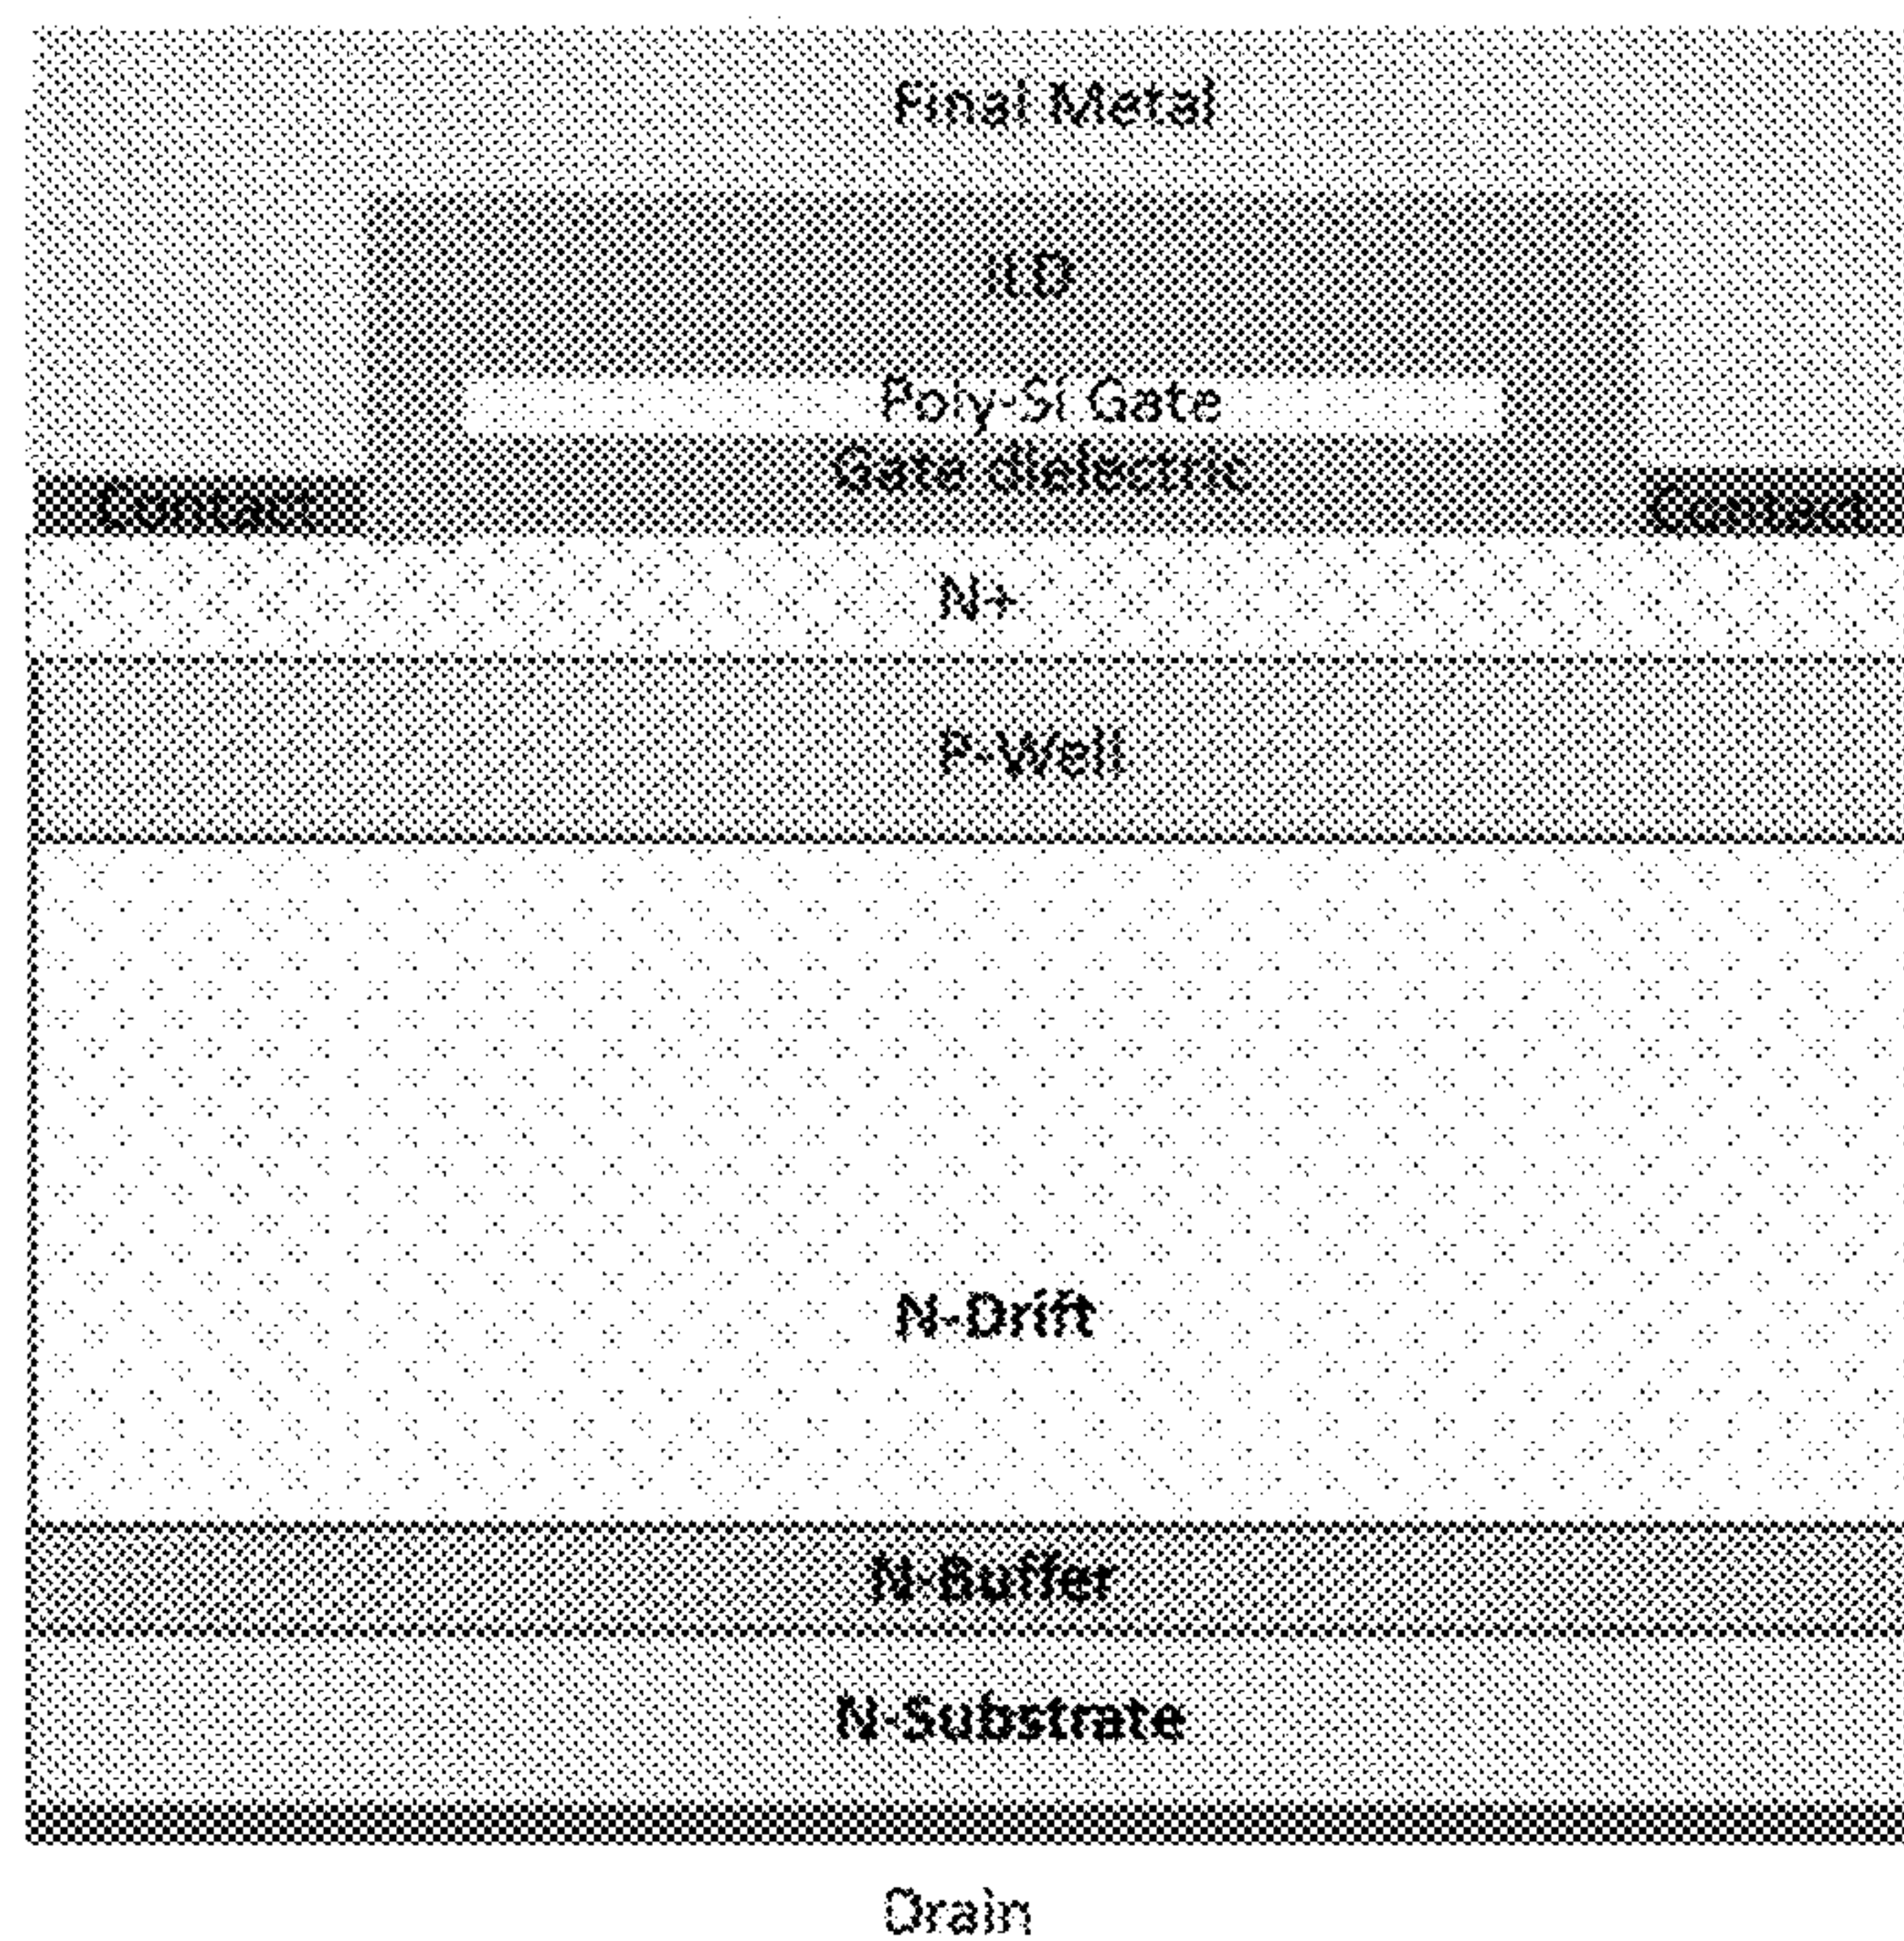 Final Metal
ILD
Poly-Si Gate
Gate dielectric
Contact
Contact
N+
P-Well
N-Drift
N-Buffer
N-Substrate
Drain